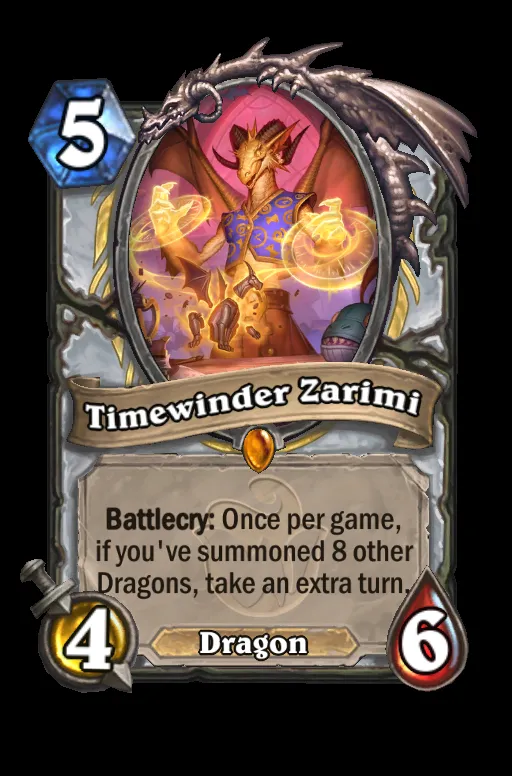 5
Timewinder Zarimi
Battlecry: Once per game,
if you've summoned 8 other
Dragons, take an extra turn.
4
Dragon
6